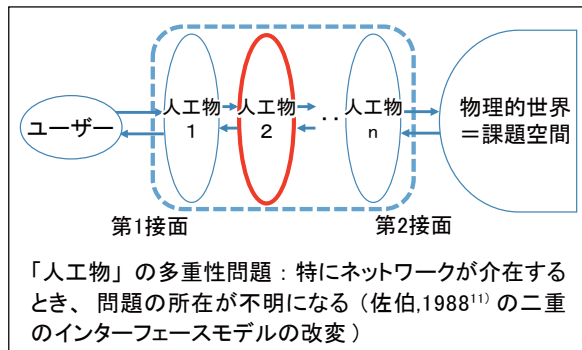 ユーザー
人工物
1
人工物
2
‥
人工物
n
物理的世界
＝課題空間
第1接面
第2接面
「人工物」の多重性問題：特にネットワークが介在する
とき、問題の所在が不明になる（佐伯,1988¹¹⁾の二重
のインターフェースモデルの改変）